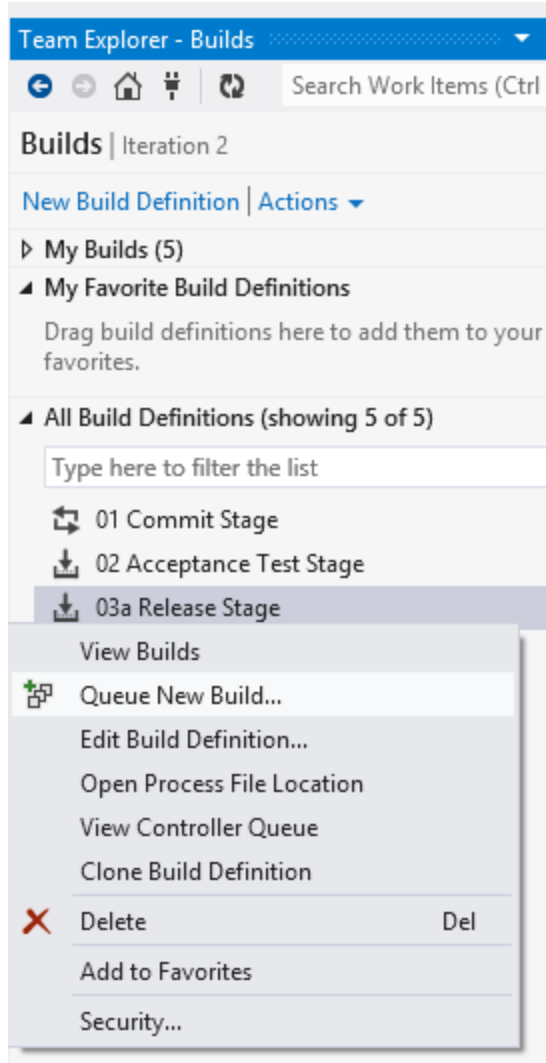 Team Explorer - Builds
Search Work Items (Ctrl
Builds | Iteration 2
New Build Definition | Actions
My Builds (5)
My Favorite Build Definitions
Drag build definitions here to add them to your
favorites.
All Build Definitions (showing 5 of 5)
Type here to filter the list
01 Commit Stage
02 Acceptance Test Stage
03a Release Stage
View Builds
Queue New Build...
Edit Build Definition...
Open Process File Location
View Controller Queue
Clone Build Definition
Delete Del
Add to Favorites
Security...